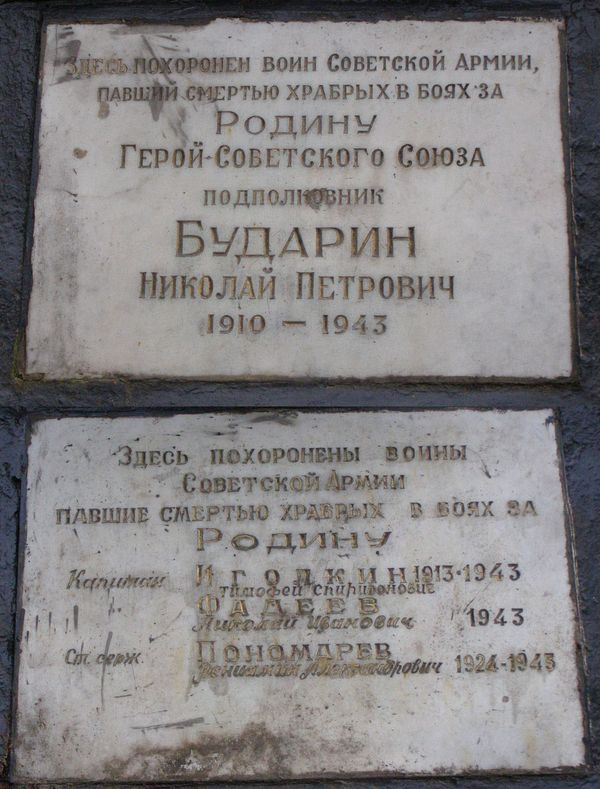 Здесь похоронен воин Советской Армии,
павший смертью храбрых в боях за
Родину
Герой Советского Союза
подполковник
БУДАРИН
Николай Петрович
1910 — 1943
Здесь похоронены воины
Советской Армии
павшие смертью храбрых в боях за
Родину
Капитан Иголкин 1913-1943
Тимофей Спиридонович
Фадеев
Николай Иванович 1943
Ст. серж. Пономарев
Вениамин Александрович 1924-1943